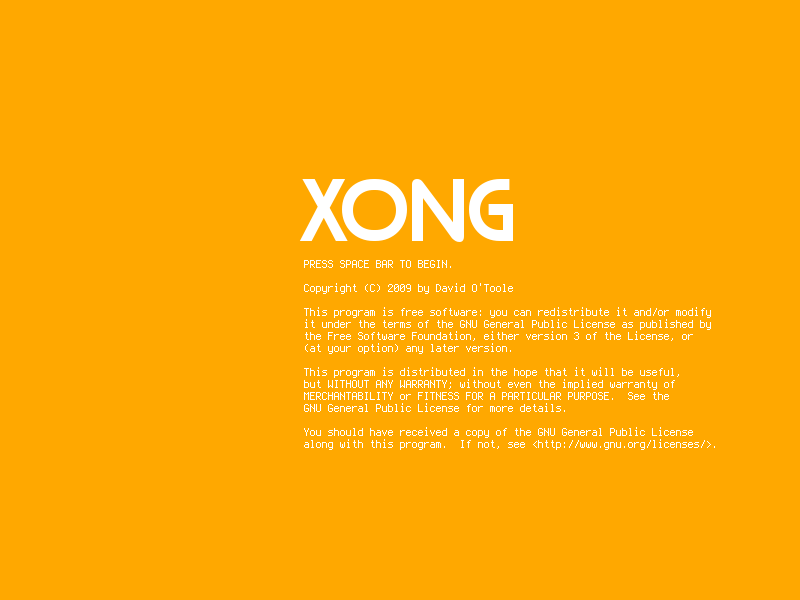 XONG
PRESS SPACE BAR TO BEGIN.
Copyright (C) 2009 by David O'Toole
This program is free software: you can redistribute it and/or modify
it under the terms of the GNU General Public License as published by
the Free Software Foundation, either version 3 of the License, or
(at your option) any later version.
This program is distributed in the hope that it will be useful,
but WITHOUT ANY WARRANTY; without even the implied warranty of
MERCHANTABILITY or FITNESS FOR A PARTICULAR PURPOSE.  See the
GNU General Public License for more details.
You should have received a copy of the GNU General Public License
along with this program.  If not, see <http://www.gnu.org/licenses/>.